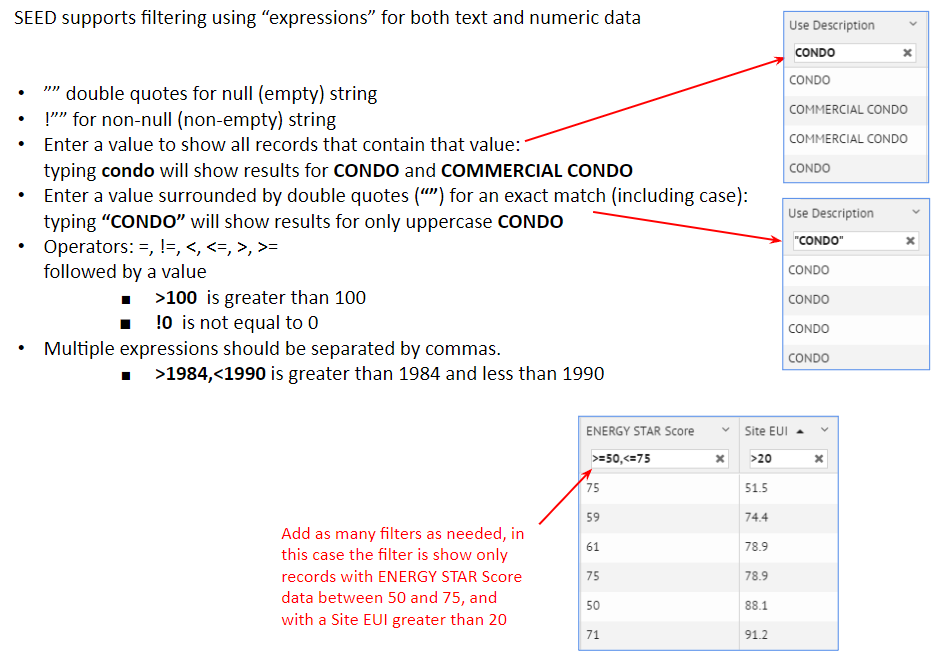 SEED supports filtering using “expressions” for both text and numeric data
• ”” double quotes for null (empty) string
• !”” for non-null (non-empty) string
• Enter a value to show all records that contain that value:
typing condo will show results for CONDO and COMMERCIAL CONDO
• Enter a value surrounded by double quotes (“”) for an exact match (including case):
typing “CONDO” will show results for only uppercase CONDO
• Operators: =, !=, <, <=, >, >=
followed by a value
■ >100 is greater than 100
■ !0 is not equal to 0
• Multiple expressions should be separated by commas.
■ >1984,<1990 is greater than 1984 and less than 1990
Use Description
CONDO
CONDO
COMMERCIAL CONDO
COMMERCIAL CONDO
CONDO
Use Description
"CONDO"
CONDO
CONDO
CONDO
CONDO
Add as many filters as needed, in
this case the filter is show only
records with ENERGY STAR Score
data between 50 and 75, and
with a Site EUI greater than 20
ENERGY STAR Score Site EUI
>=50,<=75 >20
75 51.5
59 74.4
61 78.9
75 78.9
50 88.1
71 91.2